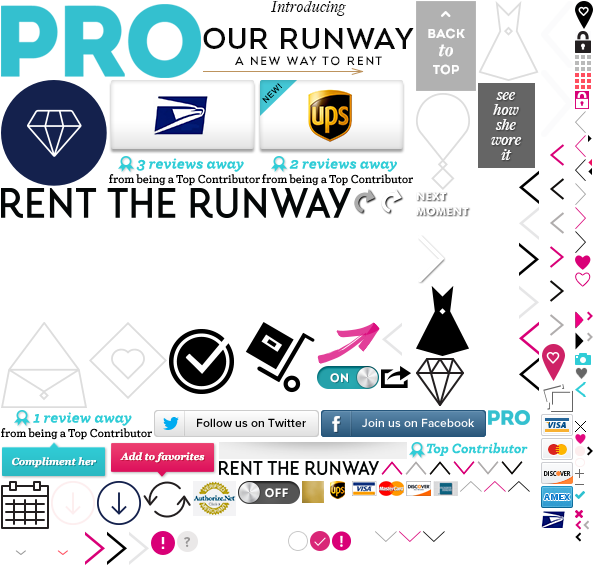 PRO
Introducing
OUR RUNWAY
A NEW WAY TO RENT
BACK
to
TOP
NEW!
ups
see
how
she
wore
it
3 reviews away
from being a Top Contributor
2 reviews away
from being a Top Contributor
RENT THE RUNWAY
NEXT
MOMENT
ON
1 review away
from being a Top Contributor
Follow us on Twitter
Join us on Facebook
PRO
VISA
Compliment her
Add to favorites
Top Contributor
RENT THE RUNWAY
MasterCard
DISCOVER
Authorize.Net
OFF
ups
VISA
MasterCard
DISCOVER
AMEX
!
?
!